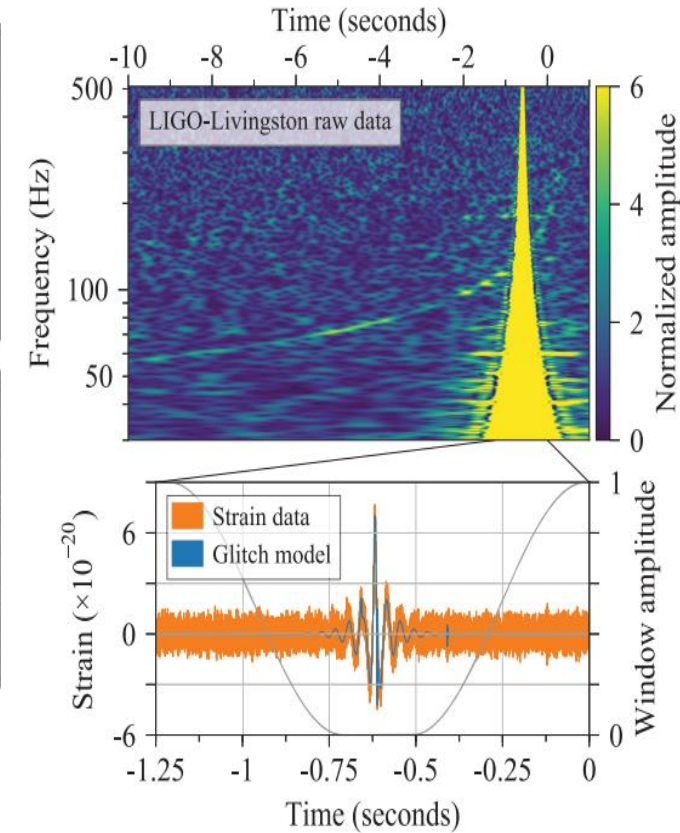 Time (seconds)
-10 -8 -6 -4 -2 0
500
100
50
Frequency (Hz)
LIGO-Livingston raw data
6
4
2
0
Normalized amplitude
Strain (×10⁻²⁰)
6
0
-6
Strain data
Glitch model
1
0
Window amplitude
-1.25 -1 -0.75 -0.5 -0.25 0
Time (seconds)